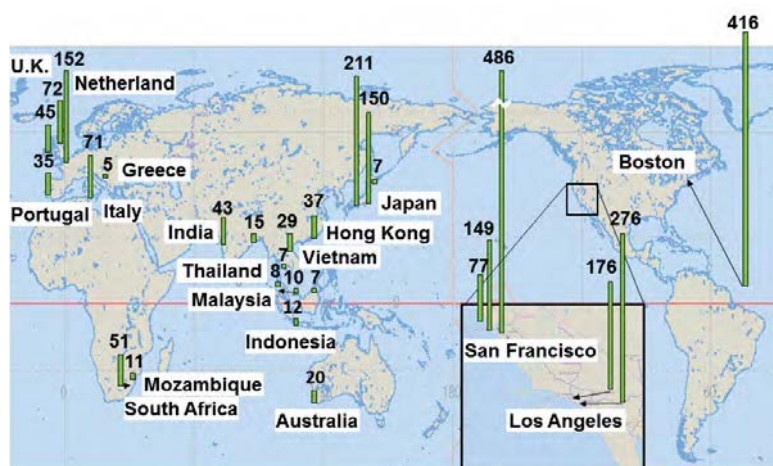 416
152
U.K.
Netherland
486
211
72
150
45
71
5
Greece
7
Boston
35
Japan
Portugal
Italy
43
15
29
37
India
Hong Kong
276
149
Vietnam
7
Thailand
8
10
7
77
176
Malaysia
12
Indonesia
San Francisco
51
11
Mozambique
South Africa
20
Australia
Los Angeles